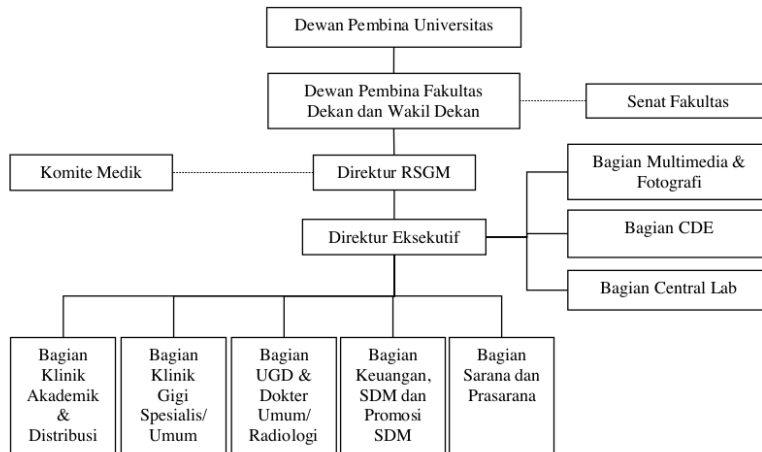 Dewan Pembina Universitas
Dewan Pembina Fakultas
Dekan dan Wakil Dekan
Senat Fakultas
Komite Medik
Direktur RSGM
Bagian Multimedia &
Fotografi
Direktur Eksekutif
Bagian CDE
Bagian Central Lab
Bagian
Klinik
Akademik
&
Distribusi
Bagian
Klinik
Gigi
Spesialis/
Umum
Bagian
UGD &
Dokter
Umum/
Radiologi
Bagian
Keuangan,
SDM dan
Promosi
SDM
Bagian
Sarana dan
Prasarana